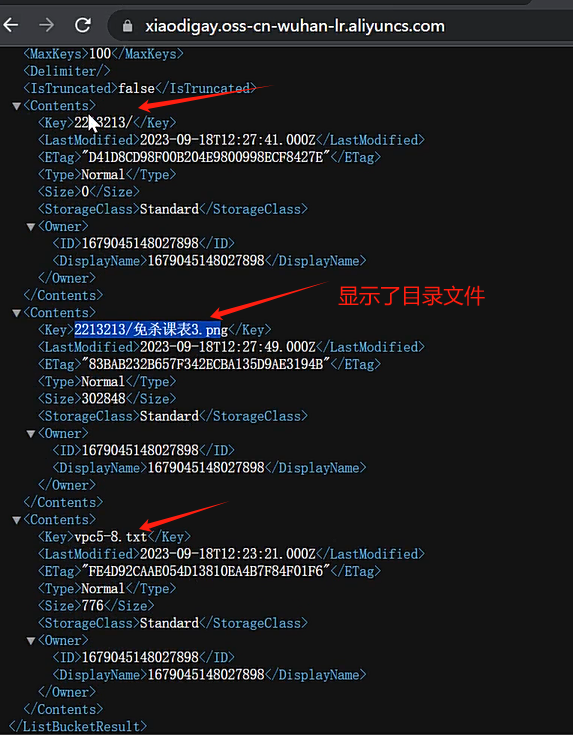 xiaodigay.oss-cn-wuhan-lr.aliyuncs.com
<MaxKeys>100</MaxKeys>
<Delimiter/>
<IsTruncated>false</IsTruncated>
▼<Contents>
<Key>2213213/</Key>
<LastModified>2023-09-18T12:27:41.000Z</LastModified>
<ETag>"D41D8CD98F00B204E9800998ECF8427E"</ETag>
<Type>Normal</Type>
<Size>0</Size>
<StorageClass>Standard</StorageClass>
▼<Owner>
<ID>1679045148027898</ID>
<DisplayName>1679045148027898</DisplayName>
</Owner>
</Contents>
显示了目录文件
▼<Contents>
<Key>2213213/免杀课表3.png</Key>
<LastModified>2023-09-18T12:27:49.000Z</LastModified>
<ETag>"83BAB232B657F342ECBA135D9AE3194B"</ETag>
<Type>Normal</Type>
<Size>302848</Size>
<StorageClass>Standard</StorageClass>
▼<Owner>
<ID>1679045148027898</ID>
<DisplayName>1679045148027898</DisplayName>
</Owner>
</Contents>
▼<Contents>
<Key>vpc5-8.txt</Key>
<LastModified>2023-09-18T12:23:21.000Z</LastModified>
<ETag>"FE4D92CAAE054D13810EA4B7F84F01F6"</ETag>
<Type>Normal</Type>
<Size>776</Size>
<StorageClass>Standard</StorageClass>
▼<Owner>
<ID>1679045148027898</ID>
<DisplayName>1679045148027898</DisplayName>
</Owner>
</Contents>
</ListBucketResult>